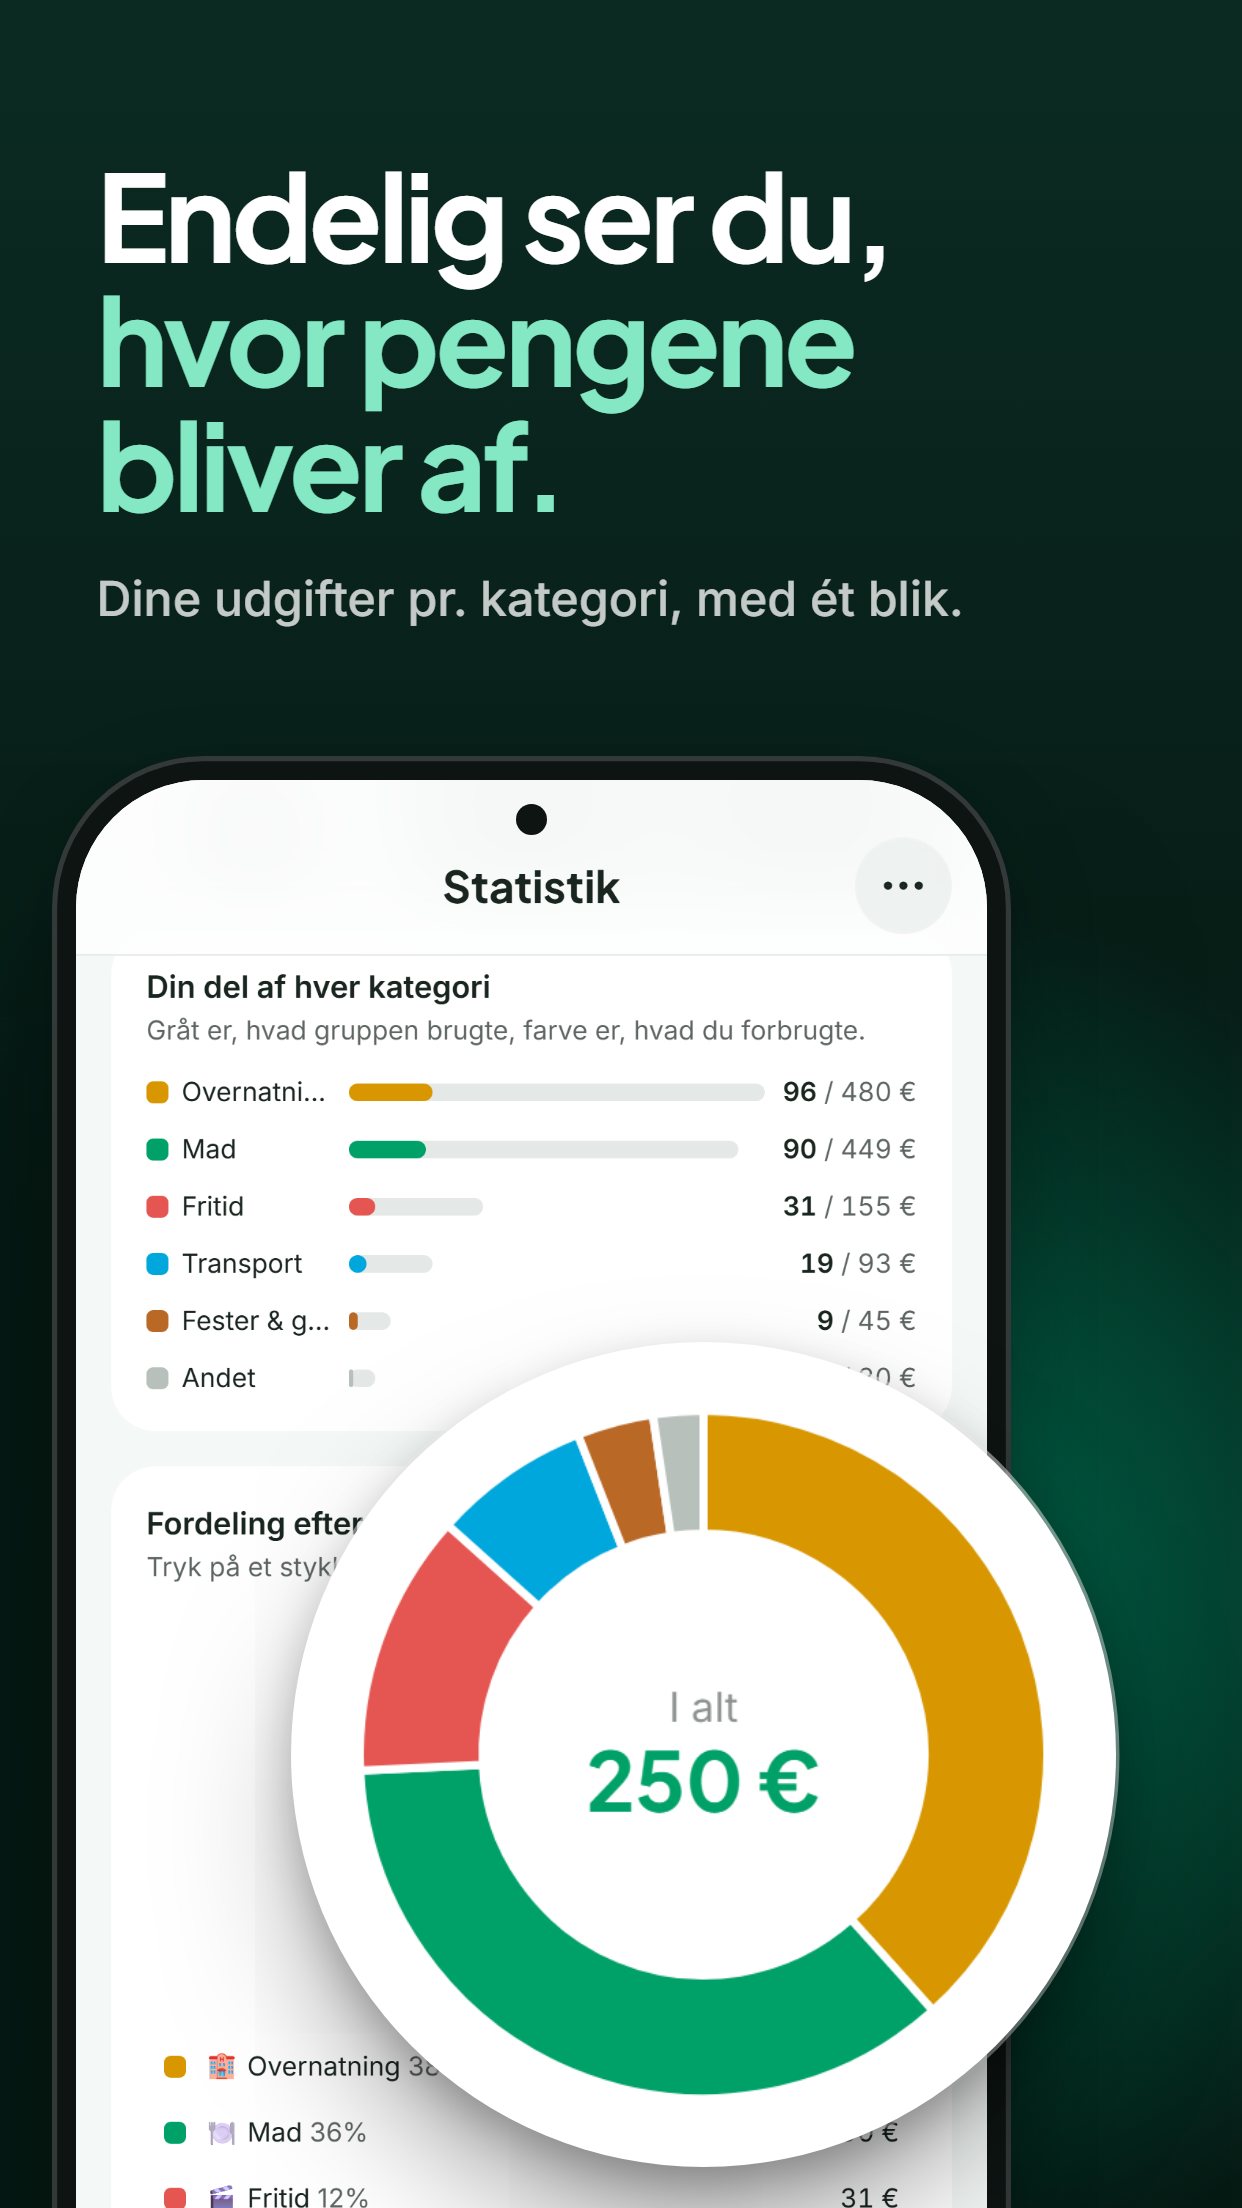 Endelig ser du,
hvor pengene
bliver af.
Dine udgifter pr. kategori, med ét blik.
Statistik
Din del af hver kategori
Gråt er, hvad gruppen brugte, farve er, hvad du forbrugte.
Overnatni... 96 / 480 €
Mad 90 / 449 €
Fritid 31 / 155 €
Transport 19 / 93 €
Fester & g... 9 / 45 €
Andet €
Fordeling efter
Tryk på et
I alt
250 €
Overnatning
Mad 36% €
Fritid 12% 31 €